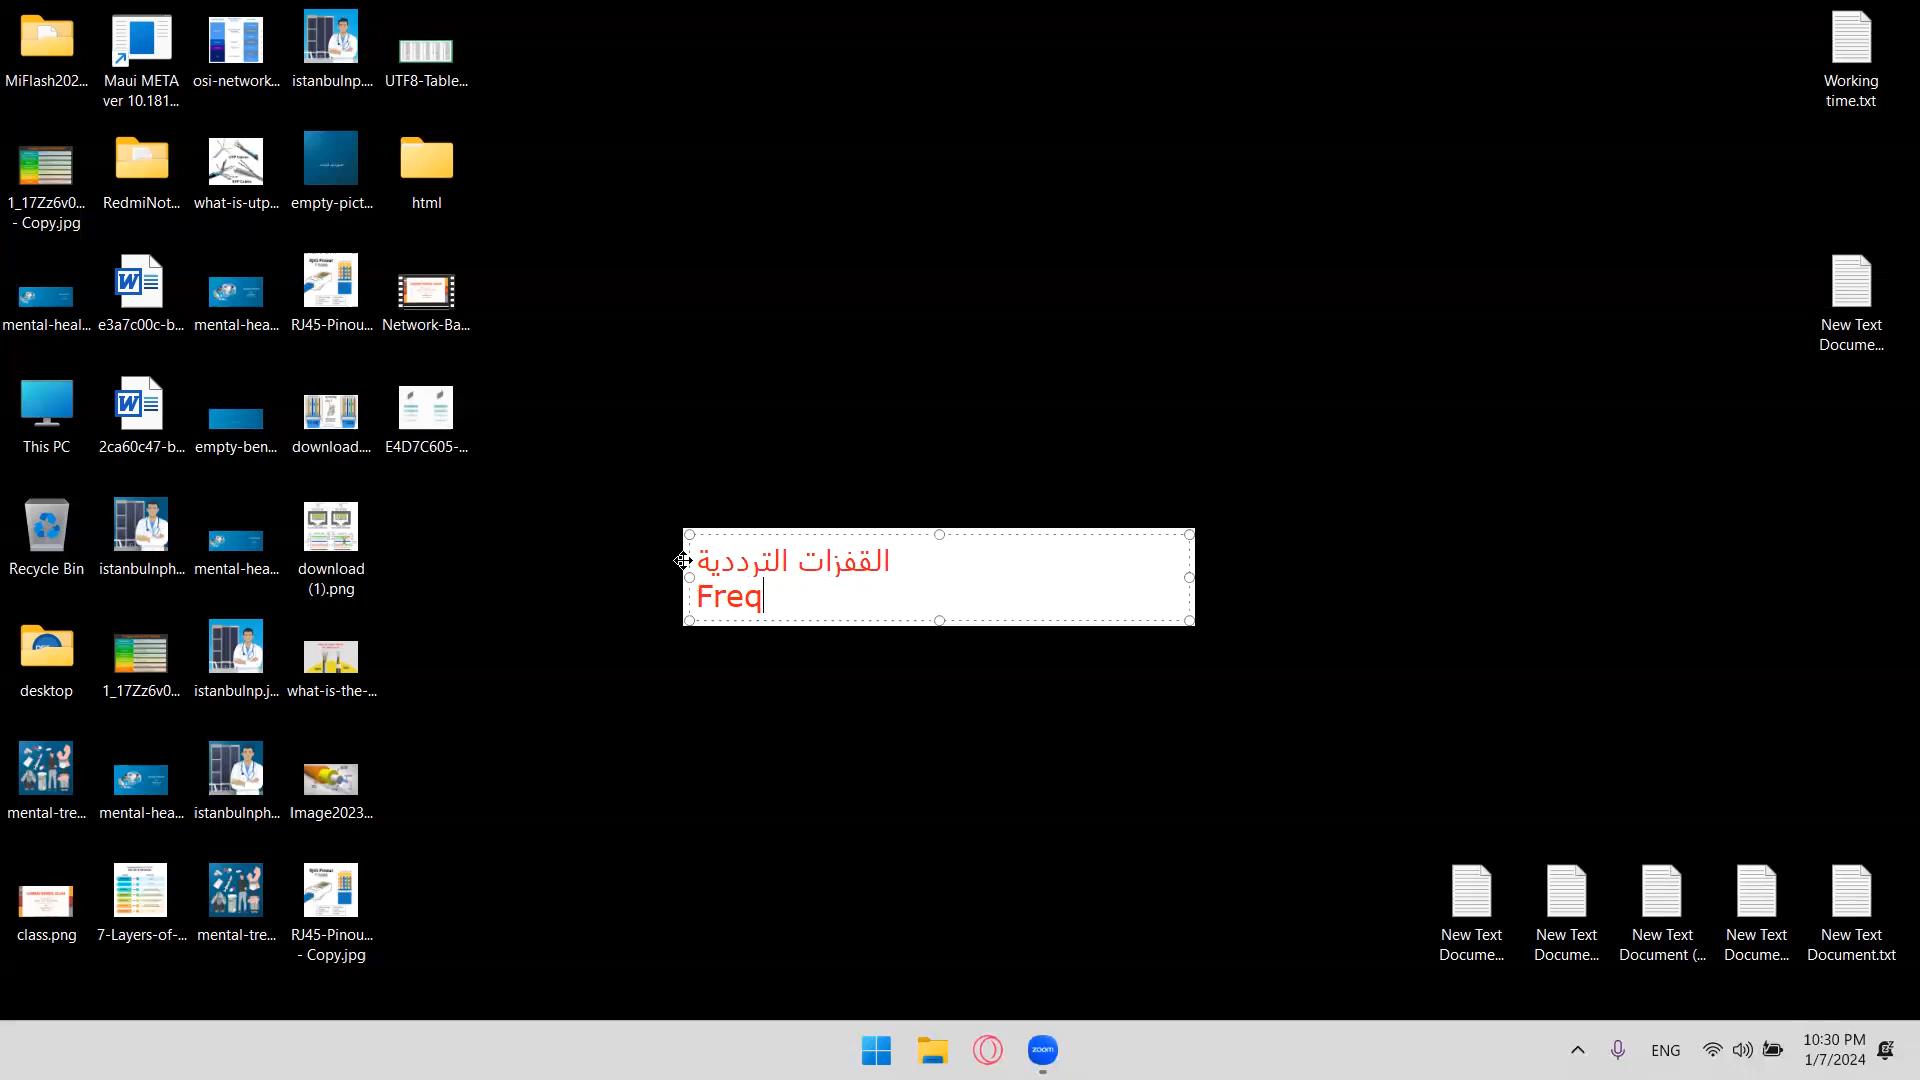 MiFlash202...
Maui META
ver 10.181...
osi-network...
istanbulnp....
UTF8-Table...
Working
time.txt
1_17Zz6v0...
- Copy.jpg
RedmiNot...
what-is-utp...
empty-pict...
html
mental-heal...
e3a7c00c-b...
mental-hea...
RJ45-Pinou...
Network-Ba...
New Text
Docume...
This PC
2ca60c47-b...
empty-ben...
download....
E4D7C605-...
Recycle Bin
istanbulnph...
mental-hea...
download
(1).png
القفزات الترددية
Freq
desktop
1_17Zz6v0...
istanbulnp.j...
what-is-the-...
mental-tre...
mental-hea...
istanbulnph...
Image2023...
class.png
7-Layers-of-...
mental-tre...
RJ45-Pinou...
- Copy.jpg
New Text
Docume...
New Text
Docume...
New Text
Document (...
New Text
Docume...
New Text
Document.txt
zoom
ENG
10:30 PM
1/7/2024